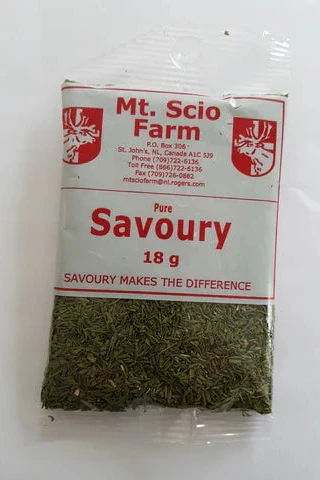 Mt. Scio
Farm
P.O. Box 306
St. John's, NL, Canada A1C 5J9
Phone (709)722-6136
Toll Free (866)722-6136
Fax (709)726-0882
mtsciofarm@nl.rogers.com
Pure
Savoury
18 g
SAVOURY MAKES THE DIFFERENCE